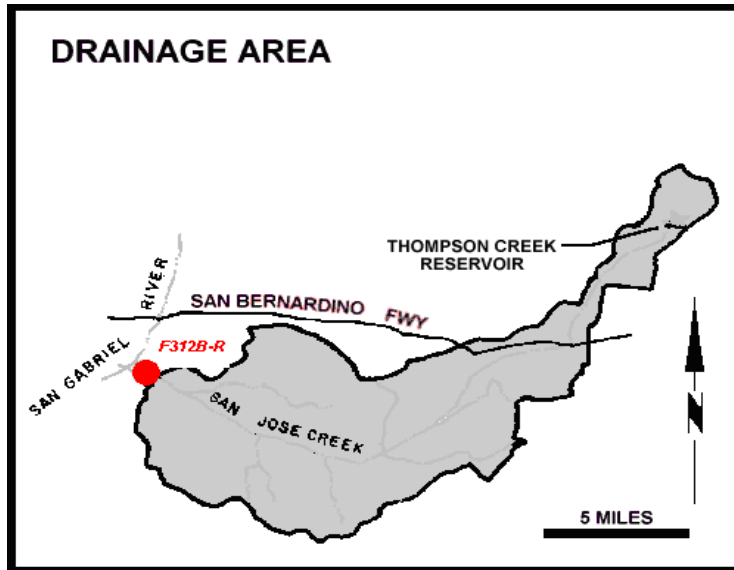 DRAINAGE AREA
THOMPSON CREEK
RESERVOIR
SAN BERNARDINO FWY
SAN GABRIEL RIVER
F312B-R
SAN JOSE CREEK
N
5 MILES